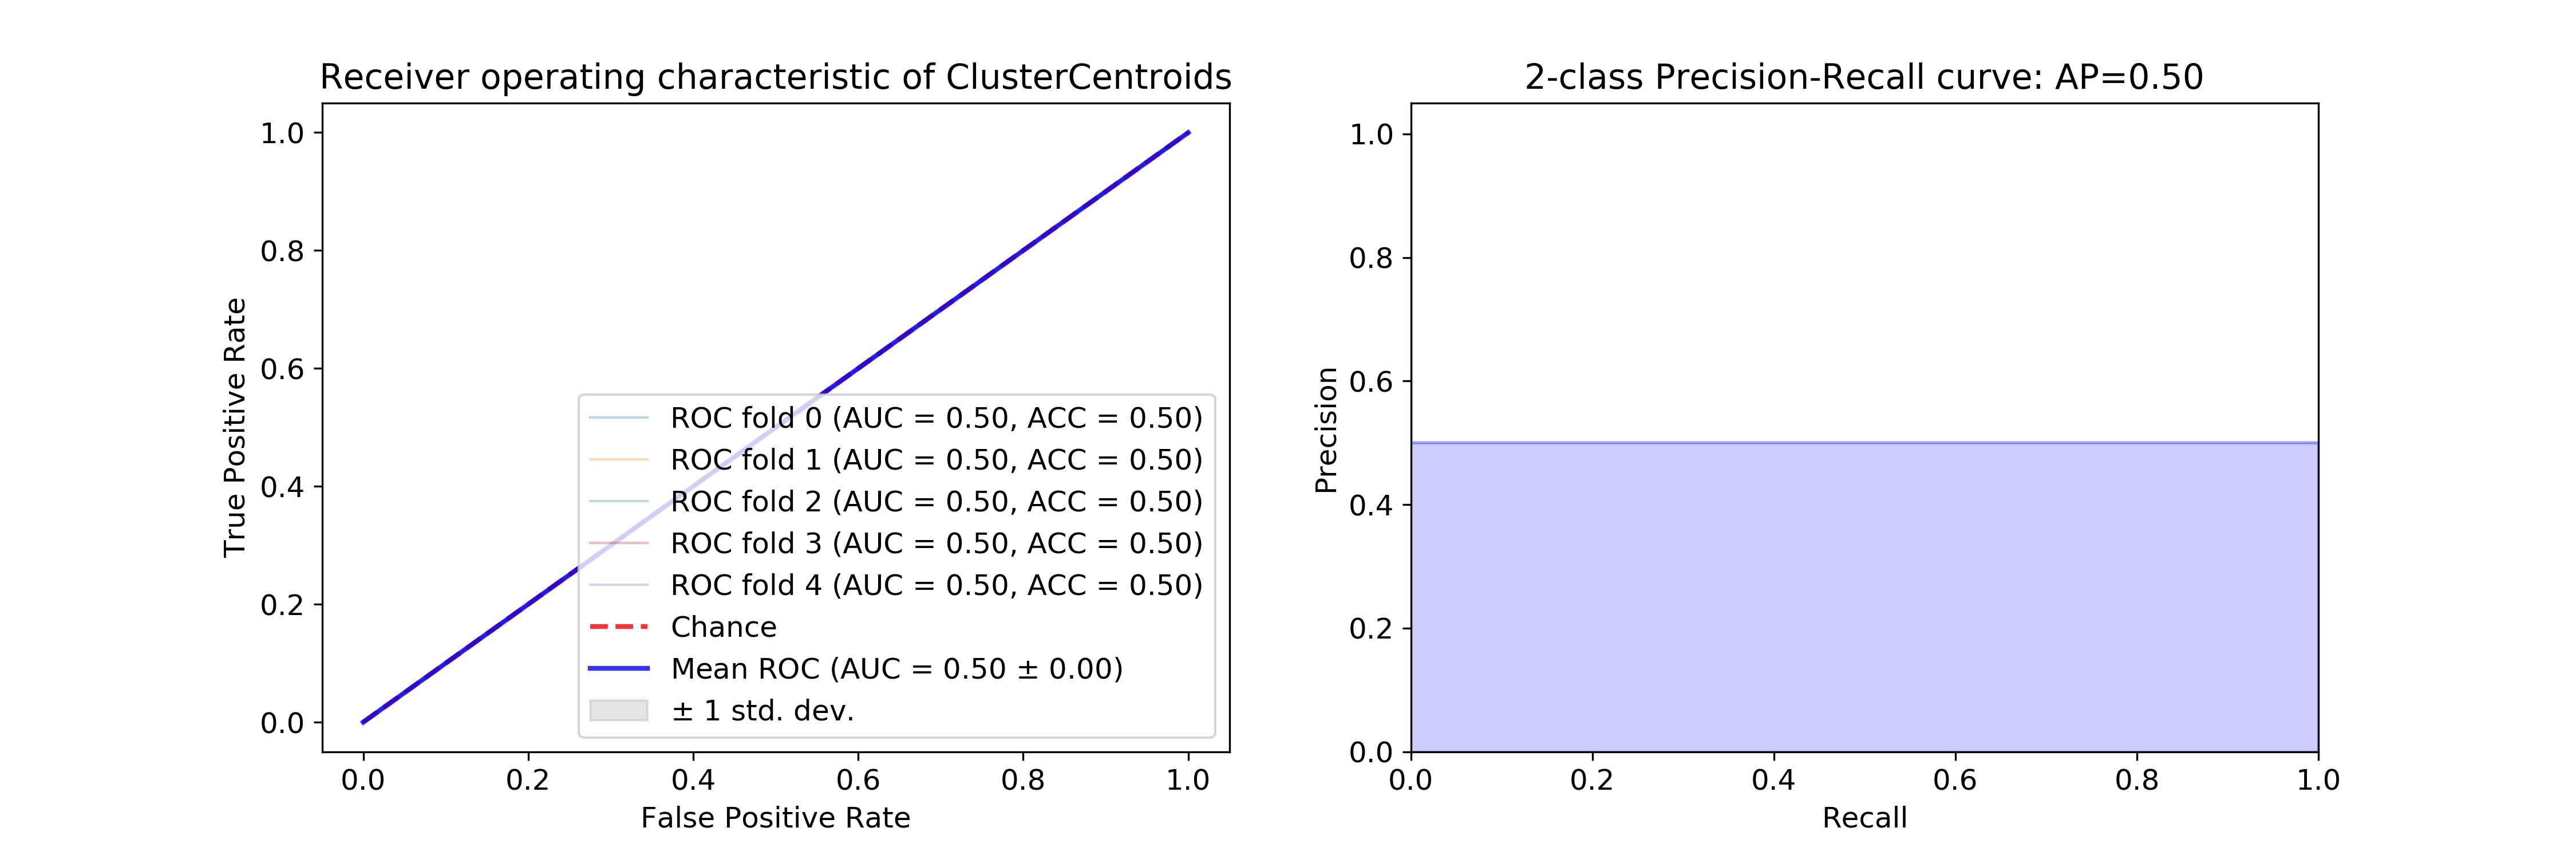 Receiver operating characteristic of ClusterCentroids
True Positive Rate
1.0
0.8
0.6
0.4
0.2
0.0
ROC fold 0 (AUC = 0.50, ACC = 0.50)
ROC fold 1 (AUC = 0.50, ACC = 0.50)
ROC fold 2 (AUC = 0.50, ACC = 0.50)
ROC fold 3 (AUC = 0.50, ACC = 0.50)
ROC fold 4 (AUC = 0.50, ACC = 0.50)
Chance
Mean ROC (AUC = 0.50 ± 0.00)
± 1 std. dev.
0.0 0.2 0.4 0.6 0.8 1.0
False Positive Rate
2-class Precision-Recall curve: AP=0.50
Precision
1.0
0.8
0.6
0.4
0.2
0.0
0.0 0.2 0.4 0.6 0.8 1.0
Recall